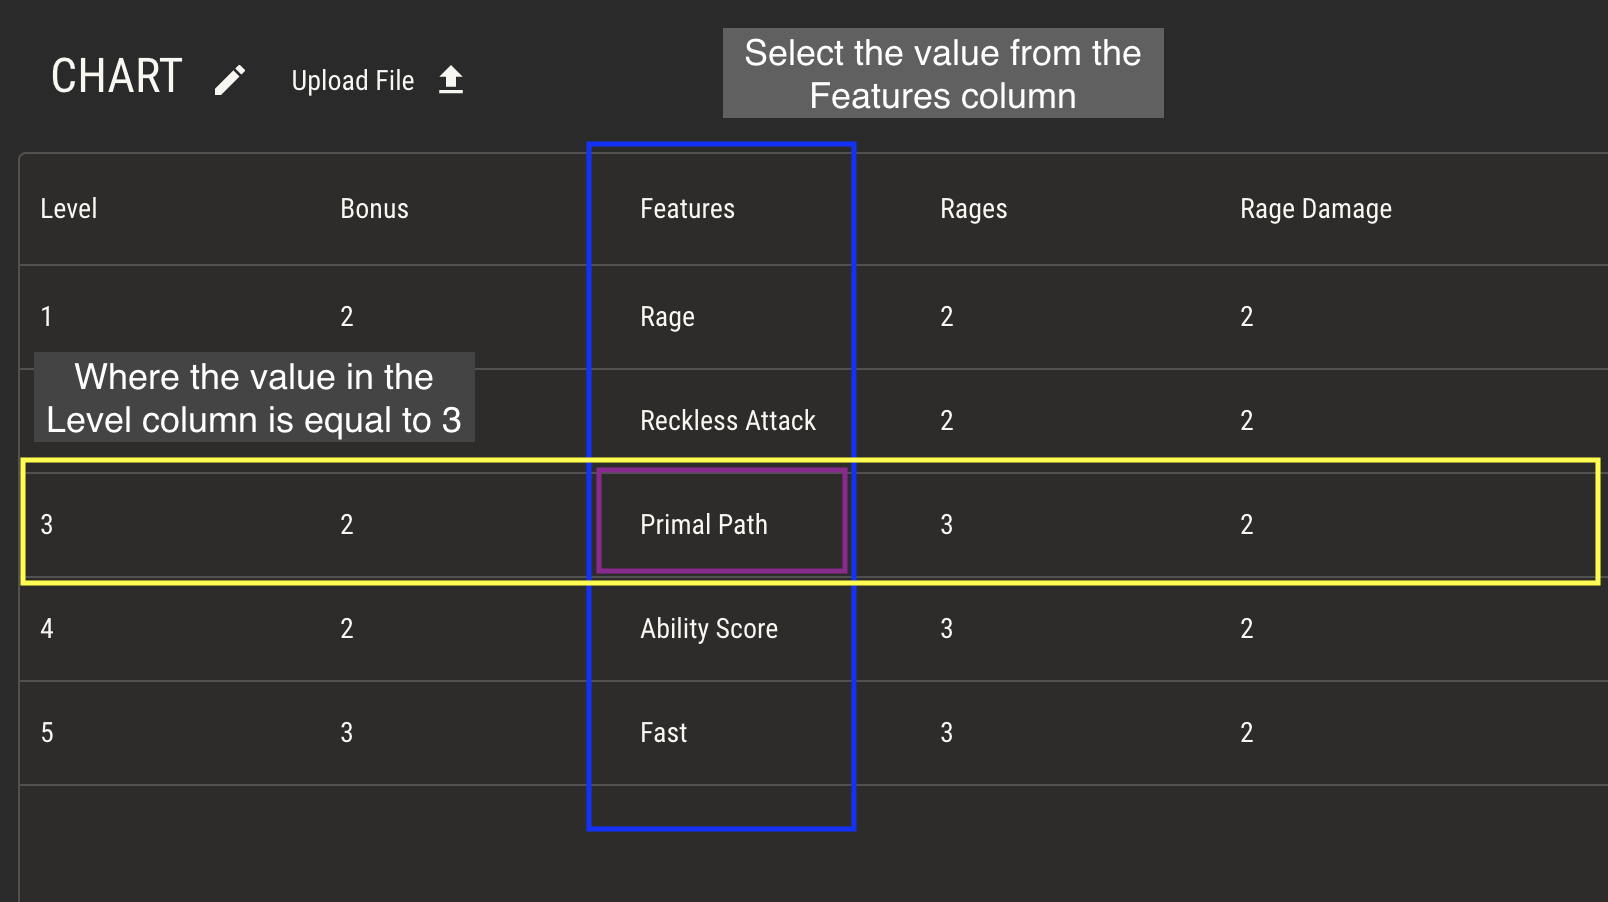 CHART Upload File
Select the value from the
Features column
Level Bonus Features Rages Rage Damage
1 2 Rage 2 2
Where the value in the
Level column is equal to 3
Reckless Attack 2 2
3 2 Primal Path 3 2
4 2 Ability Score 3 2
5 3 Fast 3 2